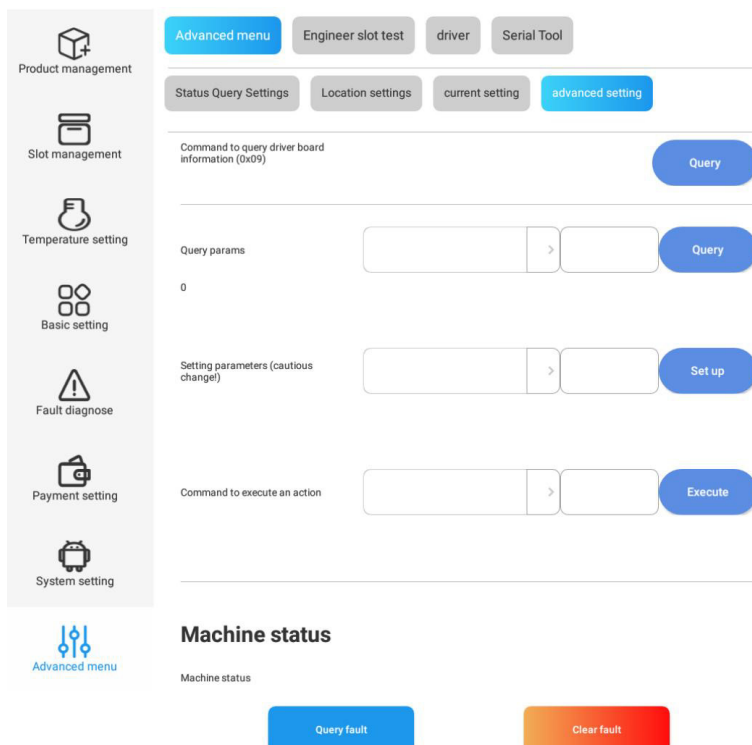 Product management
Slot management
Temperature setting
Basic setting
Fault diagnose
Payment setting
System setting
Advanced menu
Advanced menu
Engineer slot test
driver
Serial Tool
Status Query Settings
Location settings
current setting
advanced setting
Command to query driver board
information (0x09)
Query
Query params
Query
0
Setting parameters (cautious
change!)
Set up
Command to execute an action
Execute
Machine status
Machine status
Query fault
Clear fault